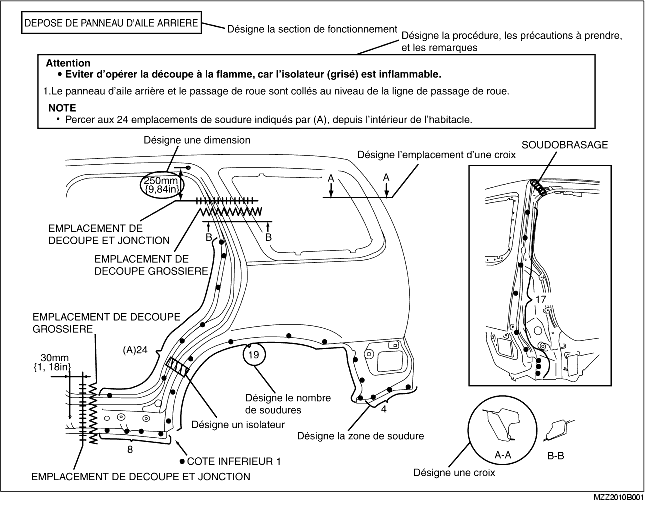 DEPOSE DE PANNEAU D'AILE ARRIERE
Désigne la section de fonctionnement
Désigne la procédure, les précautions à prendre,
et les remarques
Attention
• Eviter d'opérer la découpe à la flamme, car l'isolateur (grisé) est inflammable.
1.Le panneau d'aile arrière et le passage de roue sont collés au niveau de la ligne de passage de roue.
NOTE
• Percer aux 24 emplacements de soudure indiqués par (A), depuis l'intérieur de l'habitacle.
Désigne une dimension
Désigne l'emplacement d'une croix
SOUDOBRASAGE
250mm
{9,84in}
A
A
EMPLACEMENT DE
DECOUPE ET JONCTION
B
B
EMPLACEMENT DE
DECOUPE GROSSIERE
17
EMPLACEMENT DE DECOUPE
GROSSIERE
(A)24
19
30mm
{1, 18in}
Désigne le nombre
de soudures
4
Désigne un isolateur
Désigne la zone de soudure
8
A-A
B-B
●COTE INFERIEUR 1
Désigne une croix
EMPLACEMENT DE DECOUPE ET JONCTION
MZZ2010B001